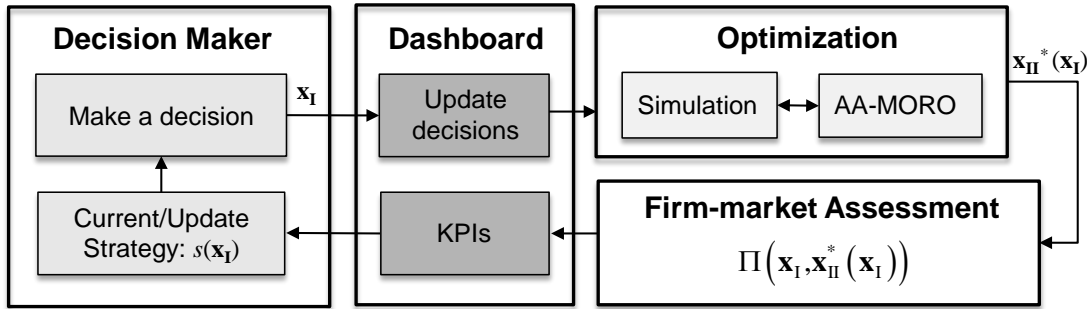 Decision Maker
Make a decision
Current/Update
Strategy: s(x_I)
x_I
Dashboard
Update
decisions
KPIs
Optimization
Simulation
AA-MORO
x_II*(x_I)
Firm-market Assessment
Π(x_I,x*_II(x_I))